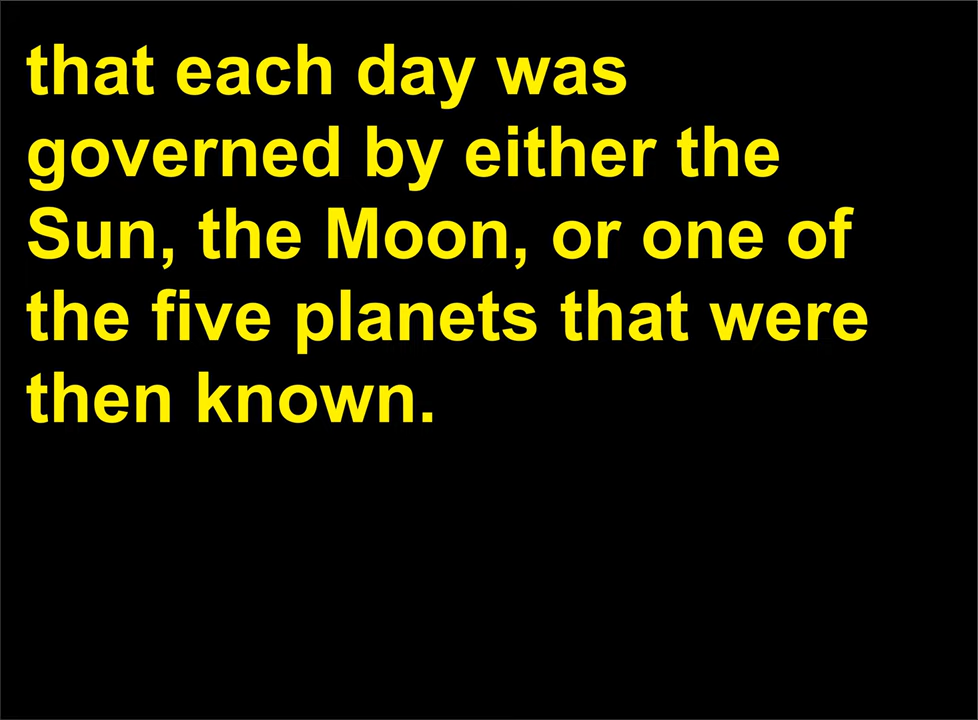 that each day was
governed by either the
Sun, the Moon, or one of
the five planets that were
then known.